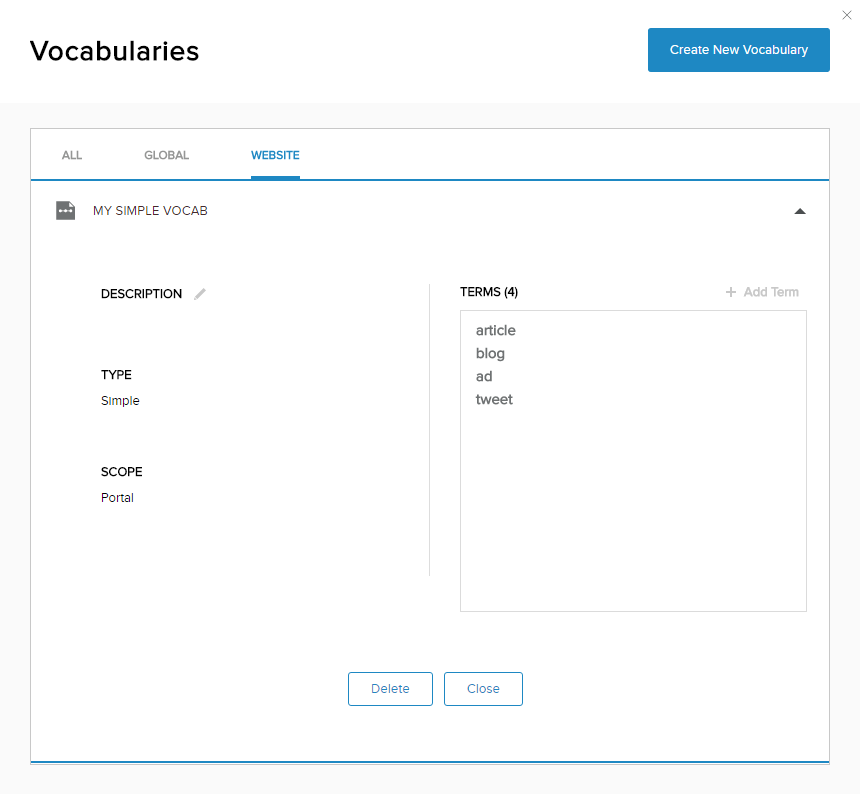 Vocabularies
Create New Vocabulary
ALL
GLOBAL
WEBSITE
MY SIMPLE VOCAB
DESCRIPTION
TYPE
Simple
SCOPE
Portal
TERMS (4)
+ Add Term
article
blog
ad
tweet
Delete
Close